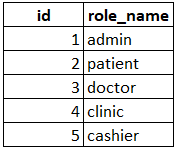 id role_name
1 admin
2 patient
3 doctor
4 clinic
5 cashier